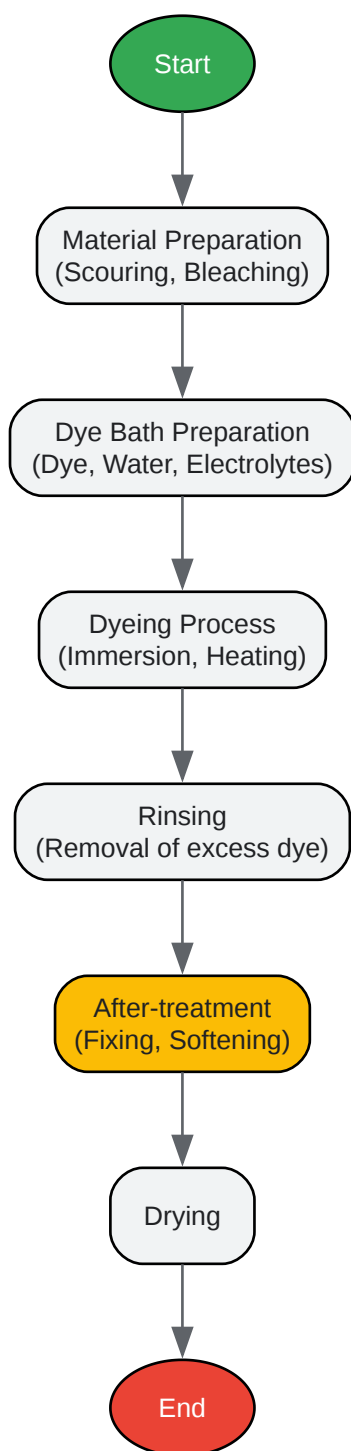 Start
Material Preparation
(Scouring, Bleaching)
Dye Bath Preparation
(Dye, Water, Electrolytes)
Dyeing Process
(Immersion, Heating)
Rinsing
(Removal of excess dye)
After-treatment
(Fixing, Softening)
Drying
End